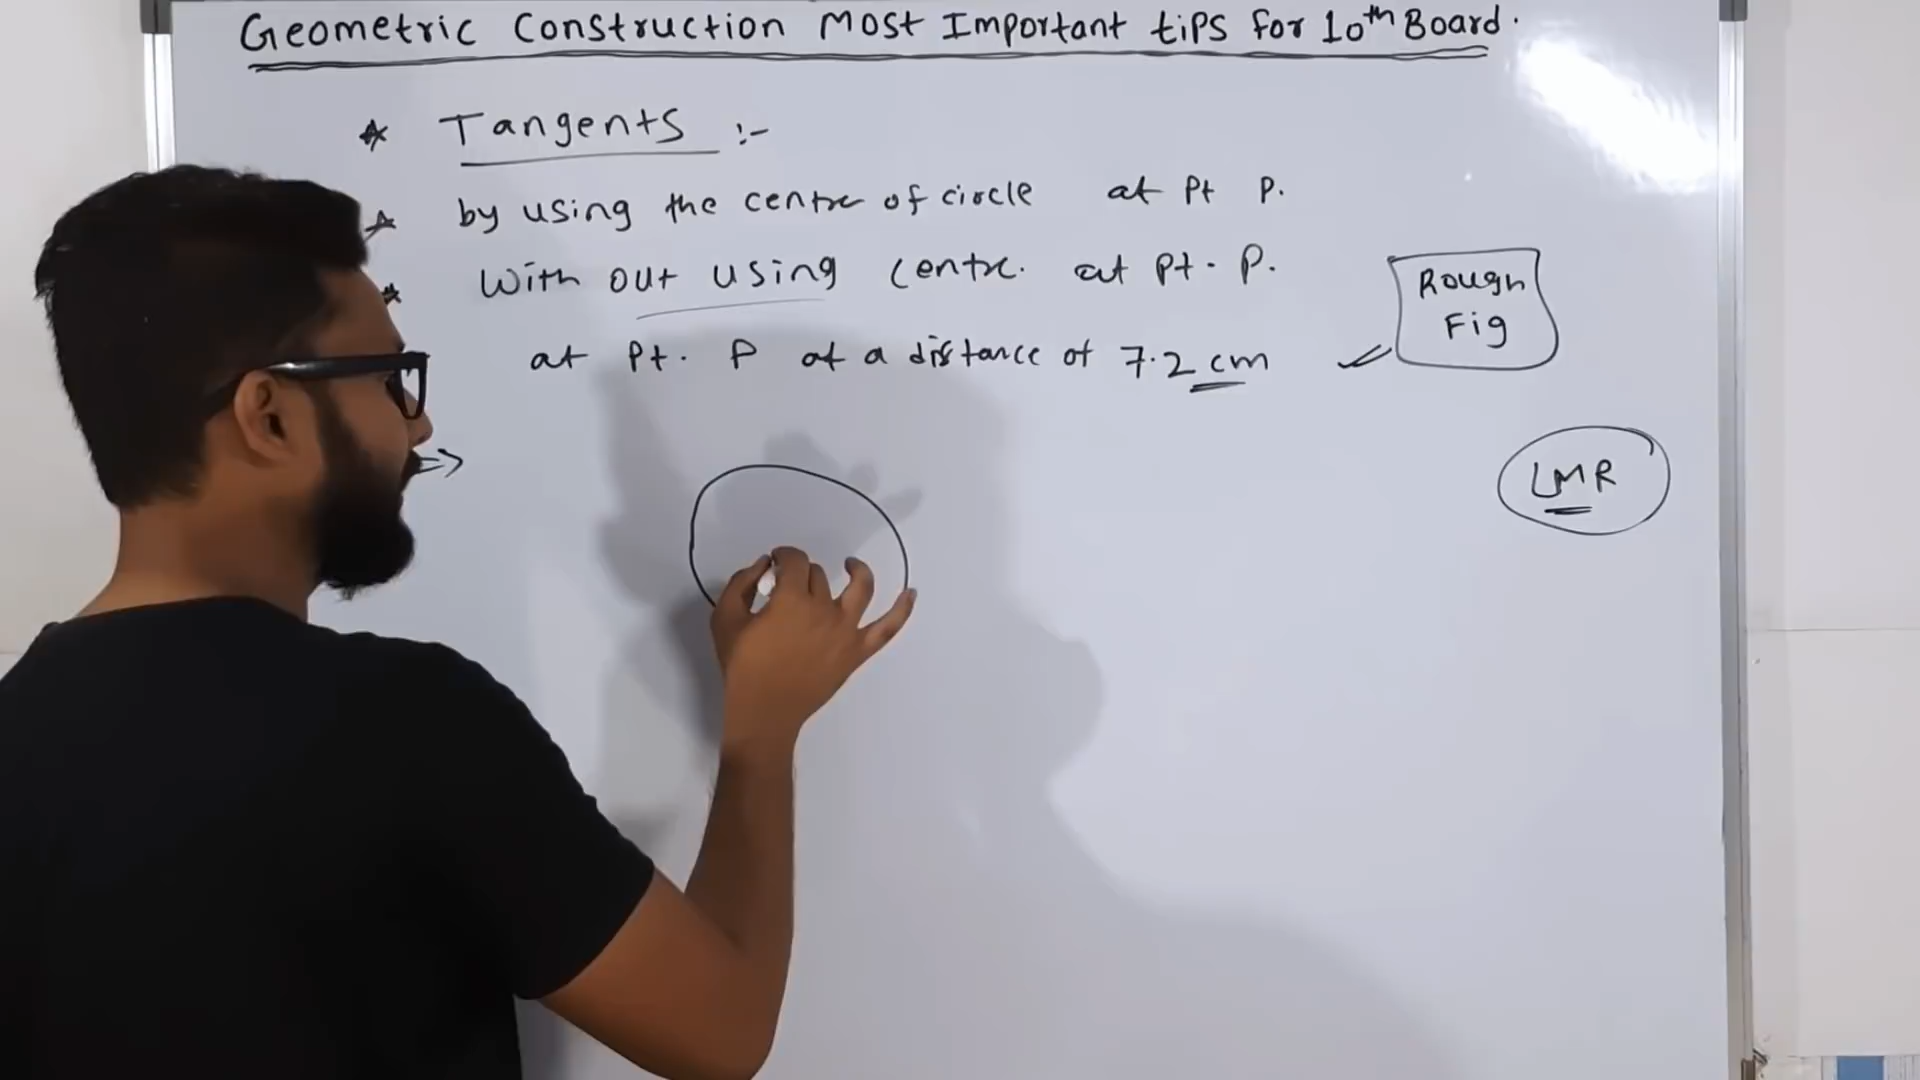 Geometric Construction Most Important tips for 10th Board.
* Tangents :-
* by using the centre of circle at Pt P.
* With out using centre. at Pt. P.
at Pt. P at a distance of 7.2 cm
Rough
Fig
LMR